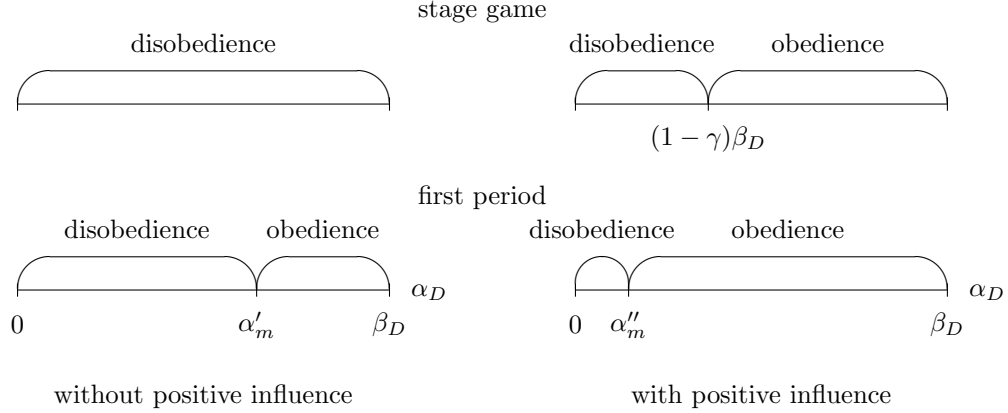 stage game
disobedience disobedience obedience
(1 − γ)β_D
first period
disobedience obedience disobedience obedience
α_D α_D
0 α′_m β_D 0 α″_m β_D
without positive influence with positive influence